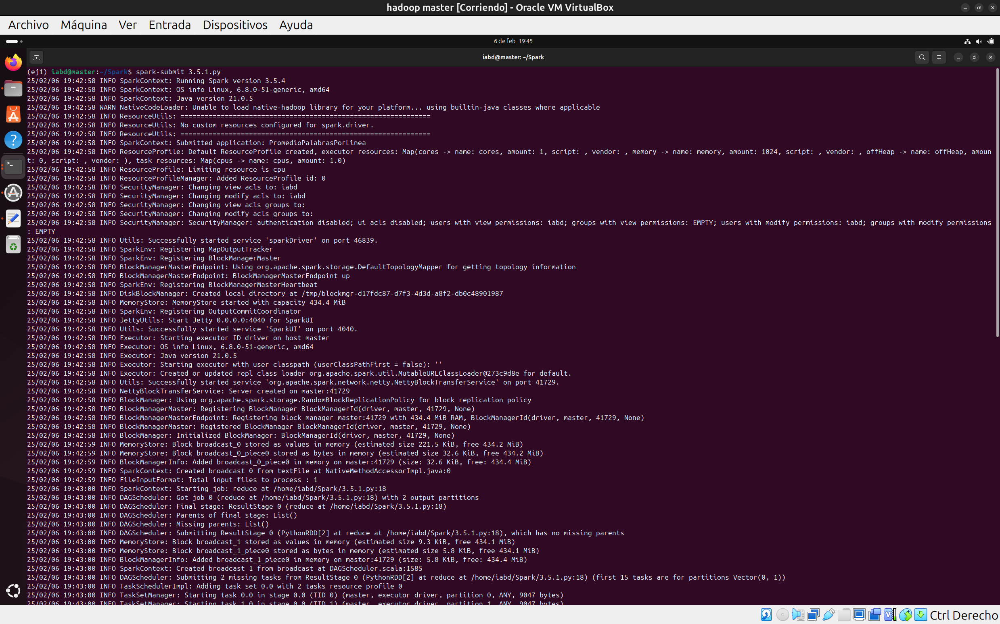 hadoop master [Corriendo] - Oracle VM VirtualBox
Archivo Máquina Ver Entrada Dispositivos Ayuda
6 de feb 19:45
iabd@master: ~/Spark
(ej1) iabd@master:~/Spark$ spark-submit 3.5.1.py
25/02/06 19:42:58 INFO SparkContext: Running Spark version 3.5.4
25/02/06 19:42:58 INFO SparkContext: OS info Linux, 6.8.0-51-generic, amd64
25/02/06 19:42:58 INFO SparkContext: Java version 21.0.5
25/02/06 19:42:58 WARN NativeCodeLoader: Unable to load native-hadoop library for your platform... using builtin-java classes where applicable
25/02/06 19:42:58 INFO ResourceUtils: ==============================================================
25/02/06 19:42:58 INFO ResourceUtils: No custom resources configured for spark.driver.
25/02/06 19:42:58 INFO ResourceUtils: ==============================================================
25/02/06 19:42:58 INFO SparkContext: Submitted application: PromedioPalabrasPorLinea
25/02/06 19:42:58 INFO ResourceProfile: Default ResourceProfile created, executor resources: Map(cores -> name: cores, amount: 1, script: , vendor: , memory -> name: memory, amount: 1024, script: , vendor: , offHeap -> name: offHeap, amoun
t: 0, script: , vendor: ), task resources: Map(cpus -> name: cpus, amount: 1.0)
25/02/06 19:42:58 INFO ResourceProfile: Limiting resource is cpu
25/02/06 19:42:58 INFO ResourceProfileManager: Added ResourceProfile id: 0
25/02/06 19:42:58 INFO SecurityManager: Changing view acls to: iabd
25/02/06 19:42:58 INFO SecurityManager: Changing modify acls to: iabd
25/02/06 19:42:58 INFO SecurityManager: Changing view acls groups to:
25/02/06 19:42:58 INFO SecurityManager: Changing modify acls groups to:
25/02/06 19:42:58 INFO SecurityManager: SecurityManager: authentication disabled; ui acls disabled; users with view permissions: iabd; groups with view permissions: EMPTY; users with modify permissions: iabd; groups with modify permissions
: EMPTY
25/02/06 19:42:58 INFO Utils: Successfully started service 'sparkDriver' on port 46839.
25/02/06 19:42:58 INFO SparkEnv: Registering MapOutputTracker
25/02/06 19:42:58 INFO SparkEnv: Registering BlockManagerMaster
25/02/06 19:42:58 INFO BlockManagerMasterEndpoint: Using org.apache.spark.storage.DefaultTopologyMapper for getting topology information
25/02/06 19:42:58 INFO BlockManagerMasterEndpoint: BlockManagerMasterEndpoint up
25/02/06 19:42:58 INFO SparkEnv: Registering BlockManagerMasterHeartbeat
25/02/06 19:42:58 INFO DiskBlockManager: Created local directory at /tmp/blockmgr-d17fdc87-d7f3-4d3d-a8f2-db0c48901987
25/02/06 19:42:58 INFO MemoryStore: MemoryStore started with capacity 434.4 MiB
25/02/06 19:42:58 INFO SparkEnv: Registering OutputCommitCoordinator
25/02/06 19:42:58 INFO JettyUtils: Start Jetty 0.0.0.0:4040 for SparkUI
25/02/06 19:42:58 INFO Utils: Successfully started service 'SparkUI' on port 4040.
25/02/06 19:42:58 INFO Executor: Starting executor ID driver on host master
25/02/06 19:42:58 INFO Executor: OS info Linux, 6.8.0-51-generic, amd64
25/02/06 19:42:58 INFO Executor: Java version 21.0.5
25/02/06 19:42:58 INFO Executor: Starting executor with user classpath (userClassPathFirst = false): ''
25/02/06 19:42:58 INFO Executor: Created or updated repl class loader org.apache.spark.util.MutableURLClassLoader@273c9d8e for default.
25/02/06 19:42:58 INFO Utils: Successfully started service 'org.apache.spark.network.netty.NettyBlockTransferService' on port 41729.
25/02/06 19:42:58 INFO NettyBlockTransferService: Server created on master:41729
25/02/06 19:42:58 INFO BlockManager: Using org.apache.spark.storage.RandomBlockReplicationPolicy for block replication policy
25/02/06 19:42:58 INFO BlockManagerMaster: Registering BlockManager BlockManagerId(driver, master, 41729, None)
25/02/06 19:42:58 INFO BlockManagerMasterEndpoint: Registering block manager master:41729 with 434.4 MiB RAM, BlockManagerId(driver, master, 41729, None)
25/02/06 19:42:58 INFO BlockManagerMaster: Registered BlockManager BlockManagerId(driver, master, 41729, None)
25/02/06 19:42:58 INFO BlockManager: Initialized BlockManager: BlockManagerId(driver, master, 41729, None)
25/02/06 19:42:59 INFO MemoryStore: Block broadcast_0 stored as values in memory (estimated size 221.5 KiB, free 434.2 MiB)
25/02/06 19:42:59 INFO MemoryStore: Block broadcast_0_piece0 stored as bytes in memory (estimated size 32.6 KiB, free 434.2 MiB)
25/02/06 19:42:59 INFO BlockManagerInfo: Added broadcast_0_piece0 in memory on master:41729 (size: 32.6 KiB, free: 434.4 MiB)
25/02/06 19:42:59 INFO SparkContext: Created broadcast 0 from textFile at NativeMethodAccessorImpl.java:0
25/02/06 19:42:59 INFO FileInputFormat: Total input files to process : 1
25/02/06 19:43:00 INFO SparkContext: Starting job: reduce at /home/iabd/Spark/3.5.1.py:18
25/02/06 19:43:00 INFO DAGScheduler: Got job 0 (reduce at /home/iabd/Spark/3.5.1.py:18) with 2 output partitions
25/02/06 19:43:00 INFO DAGScheduler: Final stage: ResultStage 0 (reduce at /home/iabd/Spark/3.5.1.py:18)
25/02/06 19:43:00 INFO DAGScheduler: Parents of final stage: List()
25/02/06 19:43:00 INFO DAGScheduler: Missing parents: List()
25/02/06 19:43:00 INFO DAGScheduler: Submitting ResultStage 0 (PythonRDD[2] at reduce at /home/iabd/Spark/3.5.1.py:18), which has no missing parents
25/02/06 19:43:00 INFO MemoryStore: Block broadcast_1 stored as values in memory (estimated size 9.3 KiB, free 434.1 MiB)
25/02/06 19:43:00 INFO MemoryStore: Block broadcast_1_piece0 stored as bytes in memory (estimated size 5.8 KiB, free 434.1 MiB)
25/02/06 19:43:00 INFO BlockManagerInfo: Added broadcast_1_piece0 in memory on master:41729 (size: 5.8 KiB, free: 434.4 MiB)
25/02/06 19:43:00 INFO SparkContext: Created broadcast 1 from broadcast at DAGScheduler.scala:1585
25/02/06 19:43:00 INFO DAGScheduler: Submitting 2 missing tasks from ResultStage 0 (PythonRDD[2] at reduce at /home/iabd/Spark/3.5.1.py:18) (first 15 tasks are for partitions Vector(0, 1))
25/02/06 19:43:00 INFO TaskSchedulerImpl: Adding task set 0.0 with 2 tasks resource profile 0
25/02/06 19:43:00 INFO TaskSetManager: Starting task 0.0 in stage 0.0 (TID 0) (master, executor driver, partition 0, ANY, 9047 bytes)
25/02/06 19:43:00 INFO TaskSetManager: Starting task 1.0 in stage 0.0 (TID 1) (master, executor driver, partition 1, ANY, 9047 bytes)
Ctrl Derecho